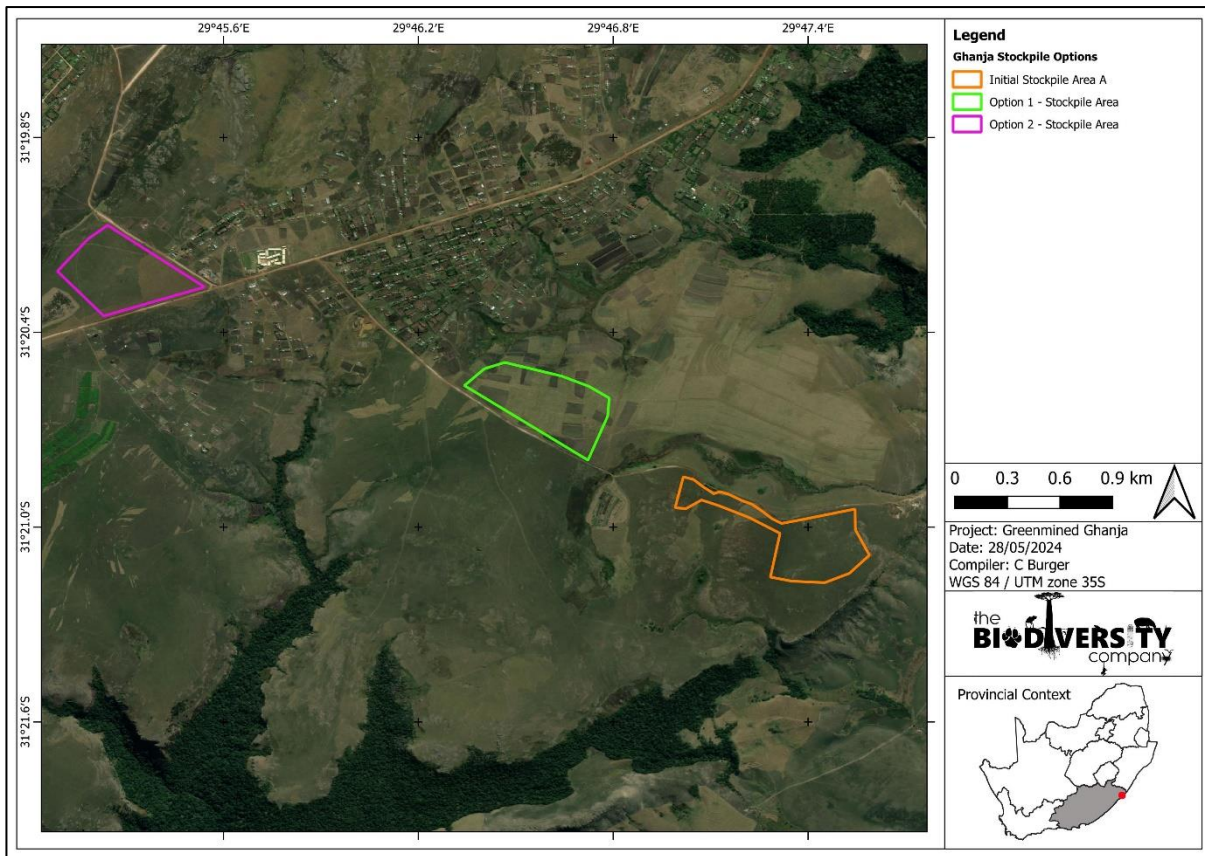 29°45.6'E 29°46.2'E 29°46.8'E 29°47.4'E
31°19.8'S
31°20.4'S
31°21.0'S
31°21.6'S
Legend
Ghanja Stockpile Options
Initial Stockpile Area A
Option 1 - Stockpile Area
Option 2 - Stockpile Area
0 0.3 0.6 0.9 km
Project: Greenmined Ghanja
Date: 28/05/2024
Compiler: C Burger
WGS 84 / UTM zone 35S
the
BIODIVERSITY
company
Provincial Context